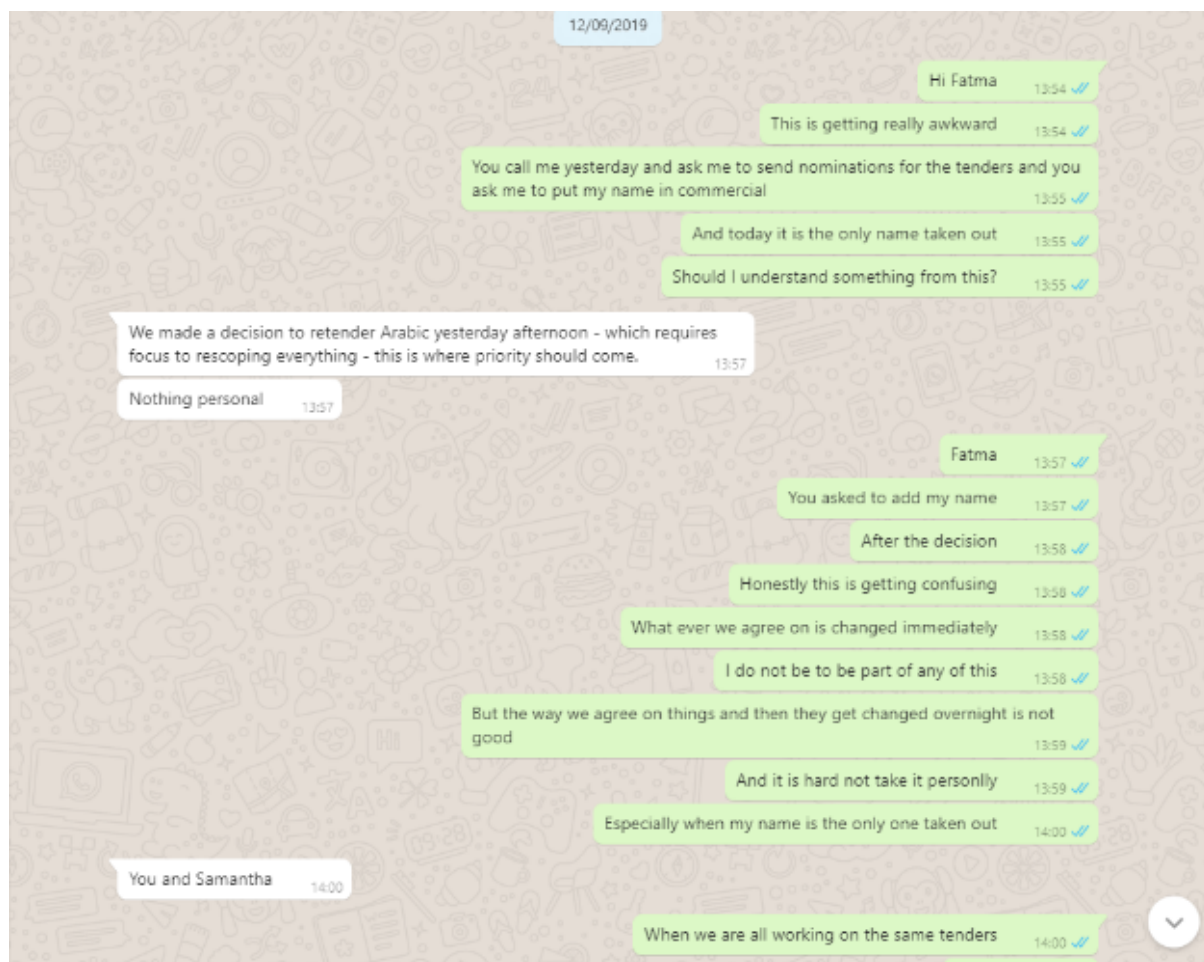 12/09/2019
Hi Fatma
13:54
This is getting really awkward
13:54
You call me yesterday and ask me to send nominations for the tenders and you
ask me to put my name in commercial
13:55
And today it is the only name taken out
13:55
Should I understand something from this?
13:55
We made a decision to retender Arabic yesterday afternoon - which requires
focus to rescoping everything - this is where priority should come.
13:57
Nothing personal
13:57
Fatma
13:57
You asked to add my name
13:57
After the decision
13:58
Honestly this is getting confusing
13:58
What ever we agree on is changed immediately
13:58
I do not be to be part of any of this
13:58
But the way we agree on things and then they get changed overnight is not
good
13:59
And it is hard not take it personlly
13:59
Especially when my name is the only one taken out
14:00
You and Samantha
14:00
When we are all working on the same tenders
14:00